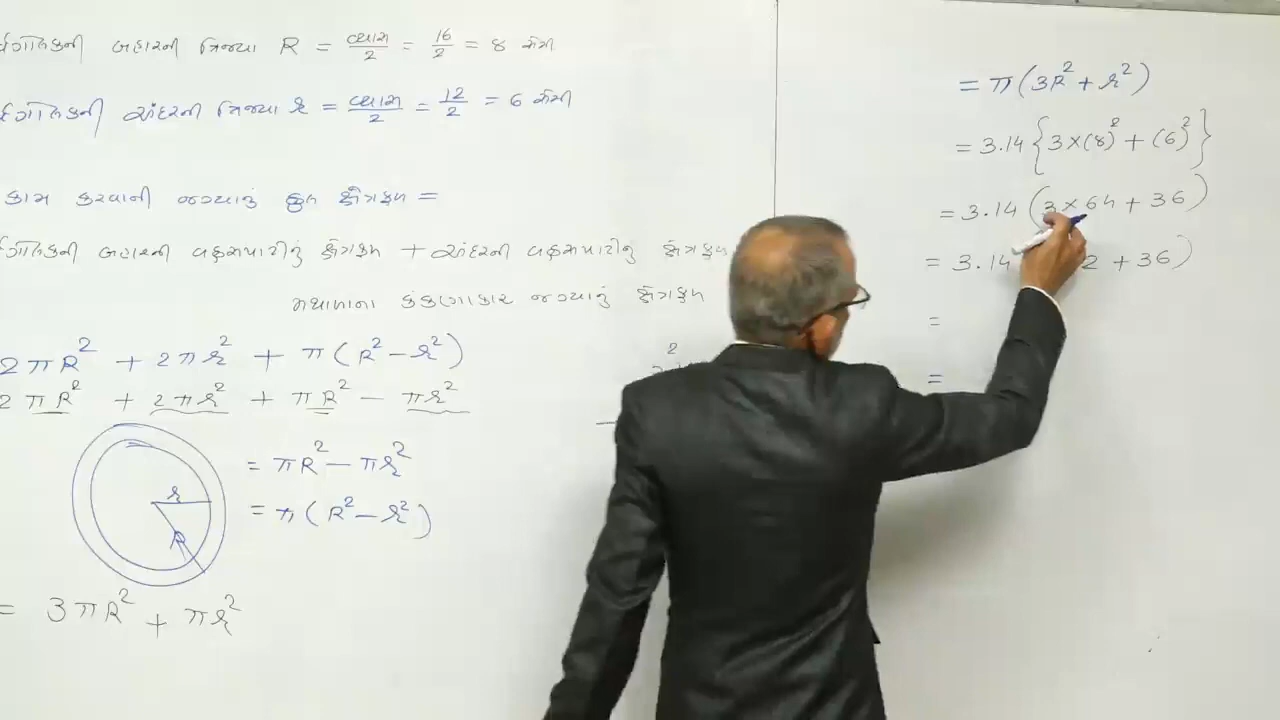 બહારની ત્રિજ્યા R = વ્યાસ/2 = 16/2 = 8 સેમી
અંદરની ત્રિજ્યા r = વ્યાસ/2 = 12/2 = 6 સેમી
કામ કરવાની જગ્યાનું કુલ ક્ષેત્રફળ =
બહારની વક્રસપાટીનું ક્ષેત્રફળ + અંદરની વક્રસપાટીનું ક્ષેત્રફળ
મથાળાના કંકણાકાર જગ્યાનું ક્ષેત્રફળ
2πR² + 2πr² + π(R² − r²)
2πR² + 2πr² + πR² − πr²
r
R
= πR² − πr²
= π(R² − r²)
= 3πR² + πr²
2
= π(3R² + r²)
= 3.14 {3×(8)² + (6)²}
= 3.14 (3×64 + 36)
= 3.14 2 + 36)
=
=